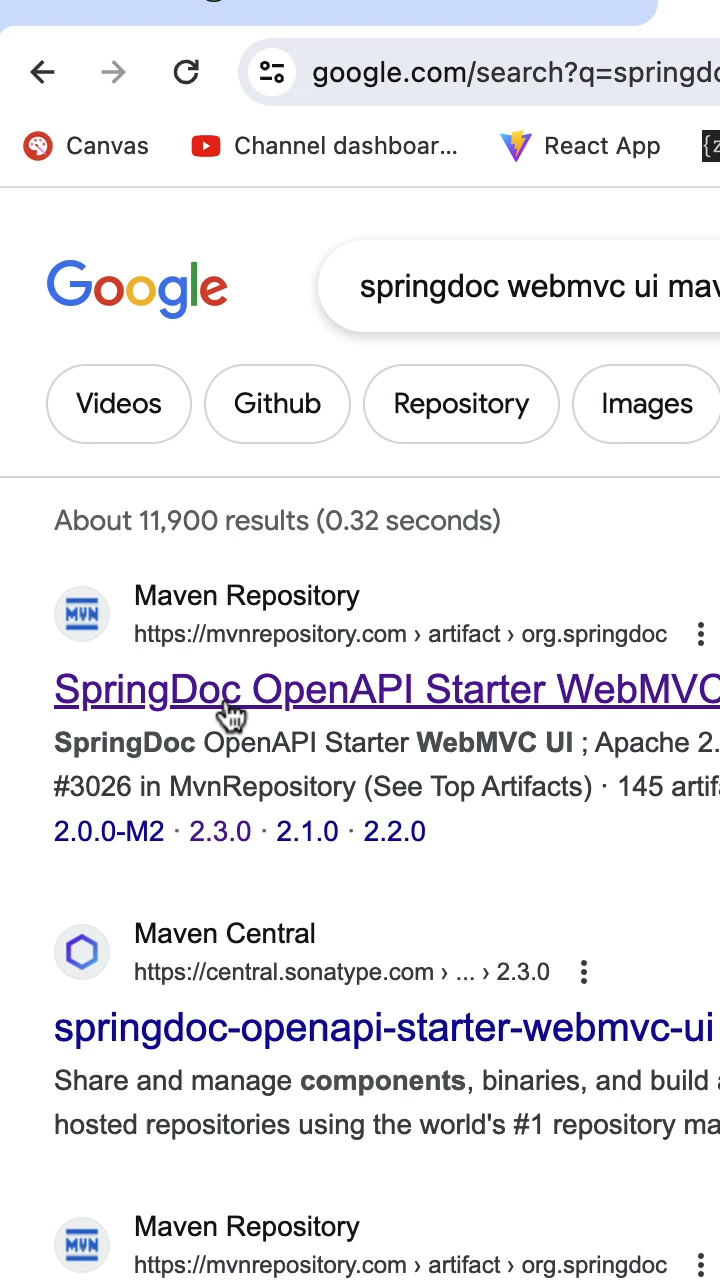 google.com/search?q=springdo
Canvas
Channel dashboar...
React App
Google
springdoc webmvc ui mav
Videos
Github
Repository
Images
About 11,900 results (0.32 seconds)
MVN
Maven Repository
https://mvnrepository.com › artifact › org.springdoc
SpringDoc OpenAPI Starter WebMVC
SpringDoc OpenAPI Starter WebMVC UI ; Apache 2.
#3026 in MvnRepository (See Top Artifacts) · 145 artif
2.0.0-M2 · 2.3.0 · 2.1.0 · 2.2.0
Maven Central
https://central.sonatype.com › ... › 2.3.0
springdoc-openapi-starter-webmvc-ui
Share and manage components, binaries, and build a
hosted repositories using the world's #1 repository ma
MVN
Maven Repository
https://mvnrepository.com › artifact › org.springdoc